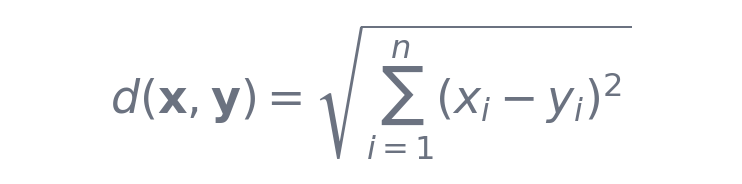 d(𝐱, 𝐲) = √(∑_{i=1}^{n} (x_i − y_i)²)